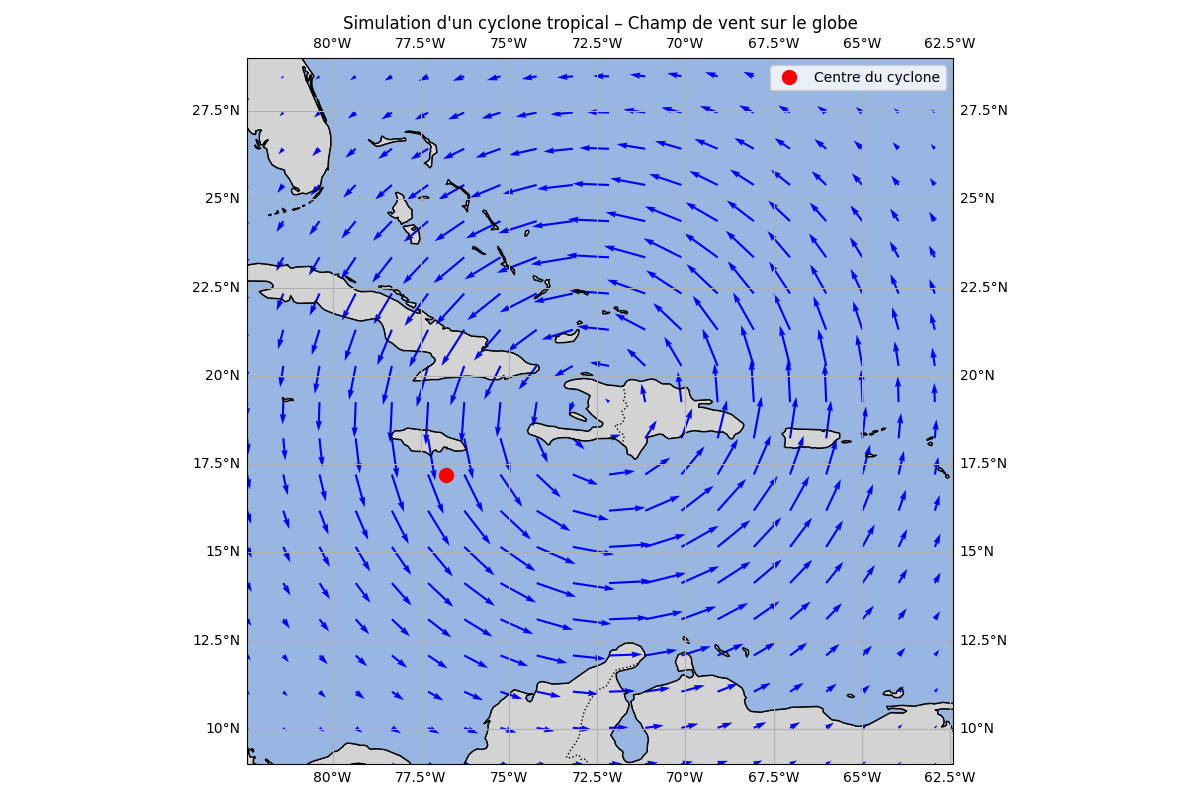 Simulation d'un cyclone tropical – Champ de vent sur le globe
80°W 77.5°W 75°W 72.5°W 70°W 67.5°W 65°W 62.5°W
Centre du cyclone
27.5°N 27.5°N
25°N 25°N
22.5°N 22.5°N
20°N 20°N
17.5°N 17.5°N
15°N 15°N
12.5°N 12.5°N
10°N 10°N
80°W 77.5°W 75°W 72.5°W 70°W 67.5°W 65°W 62.5°W